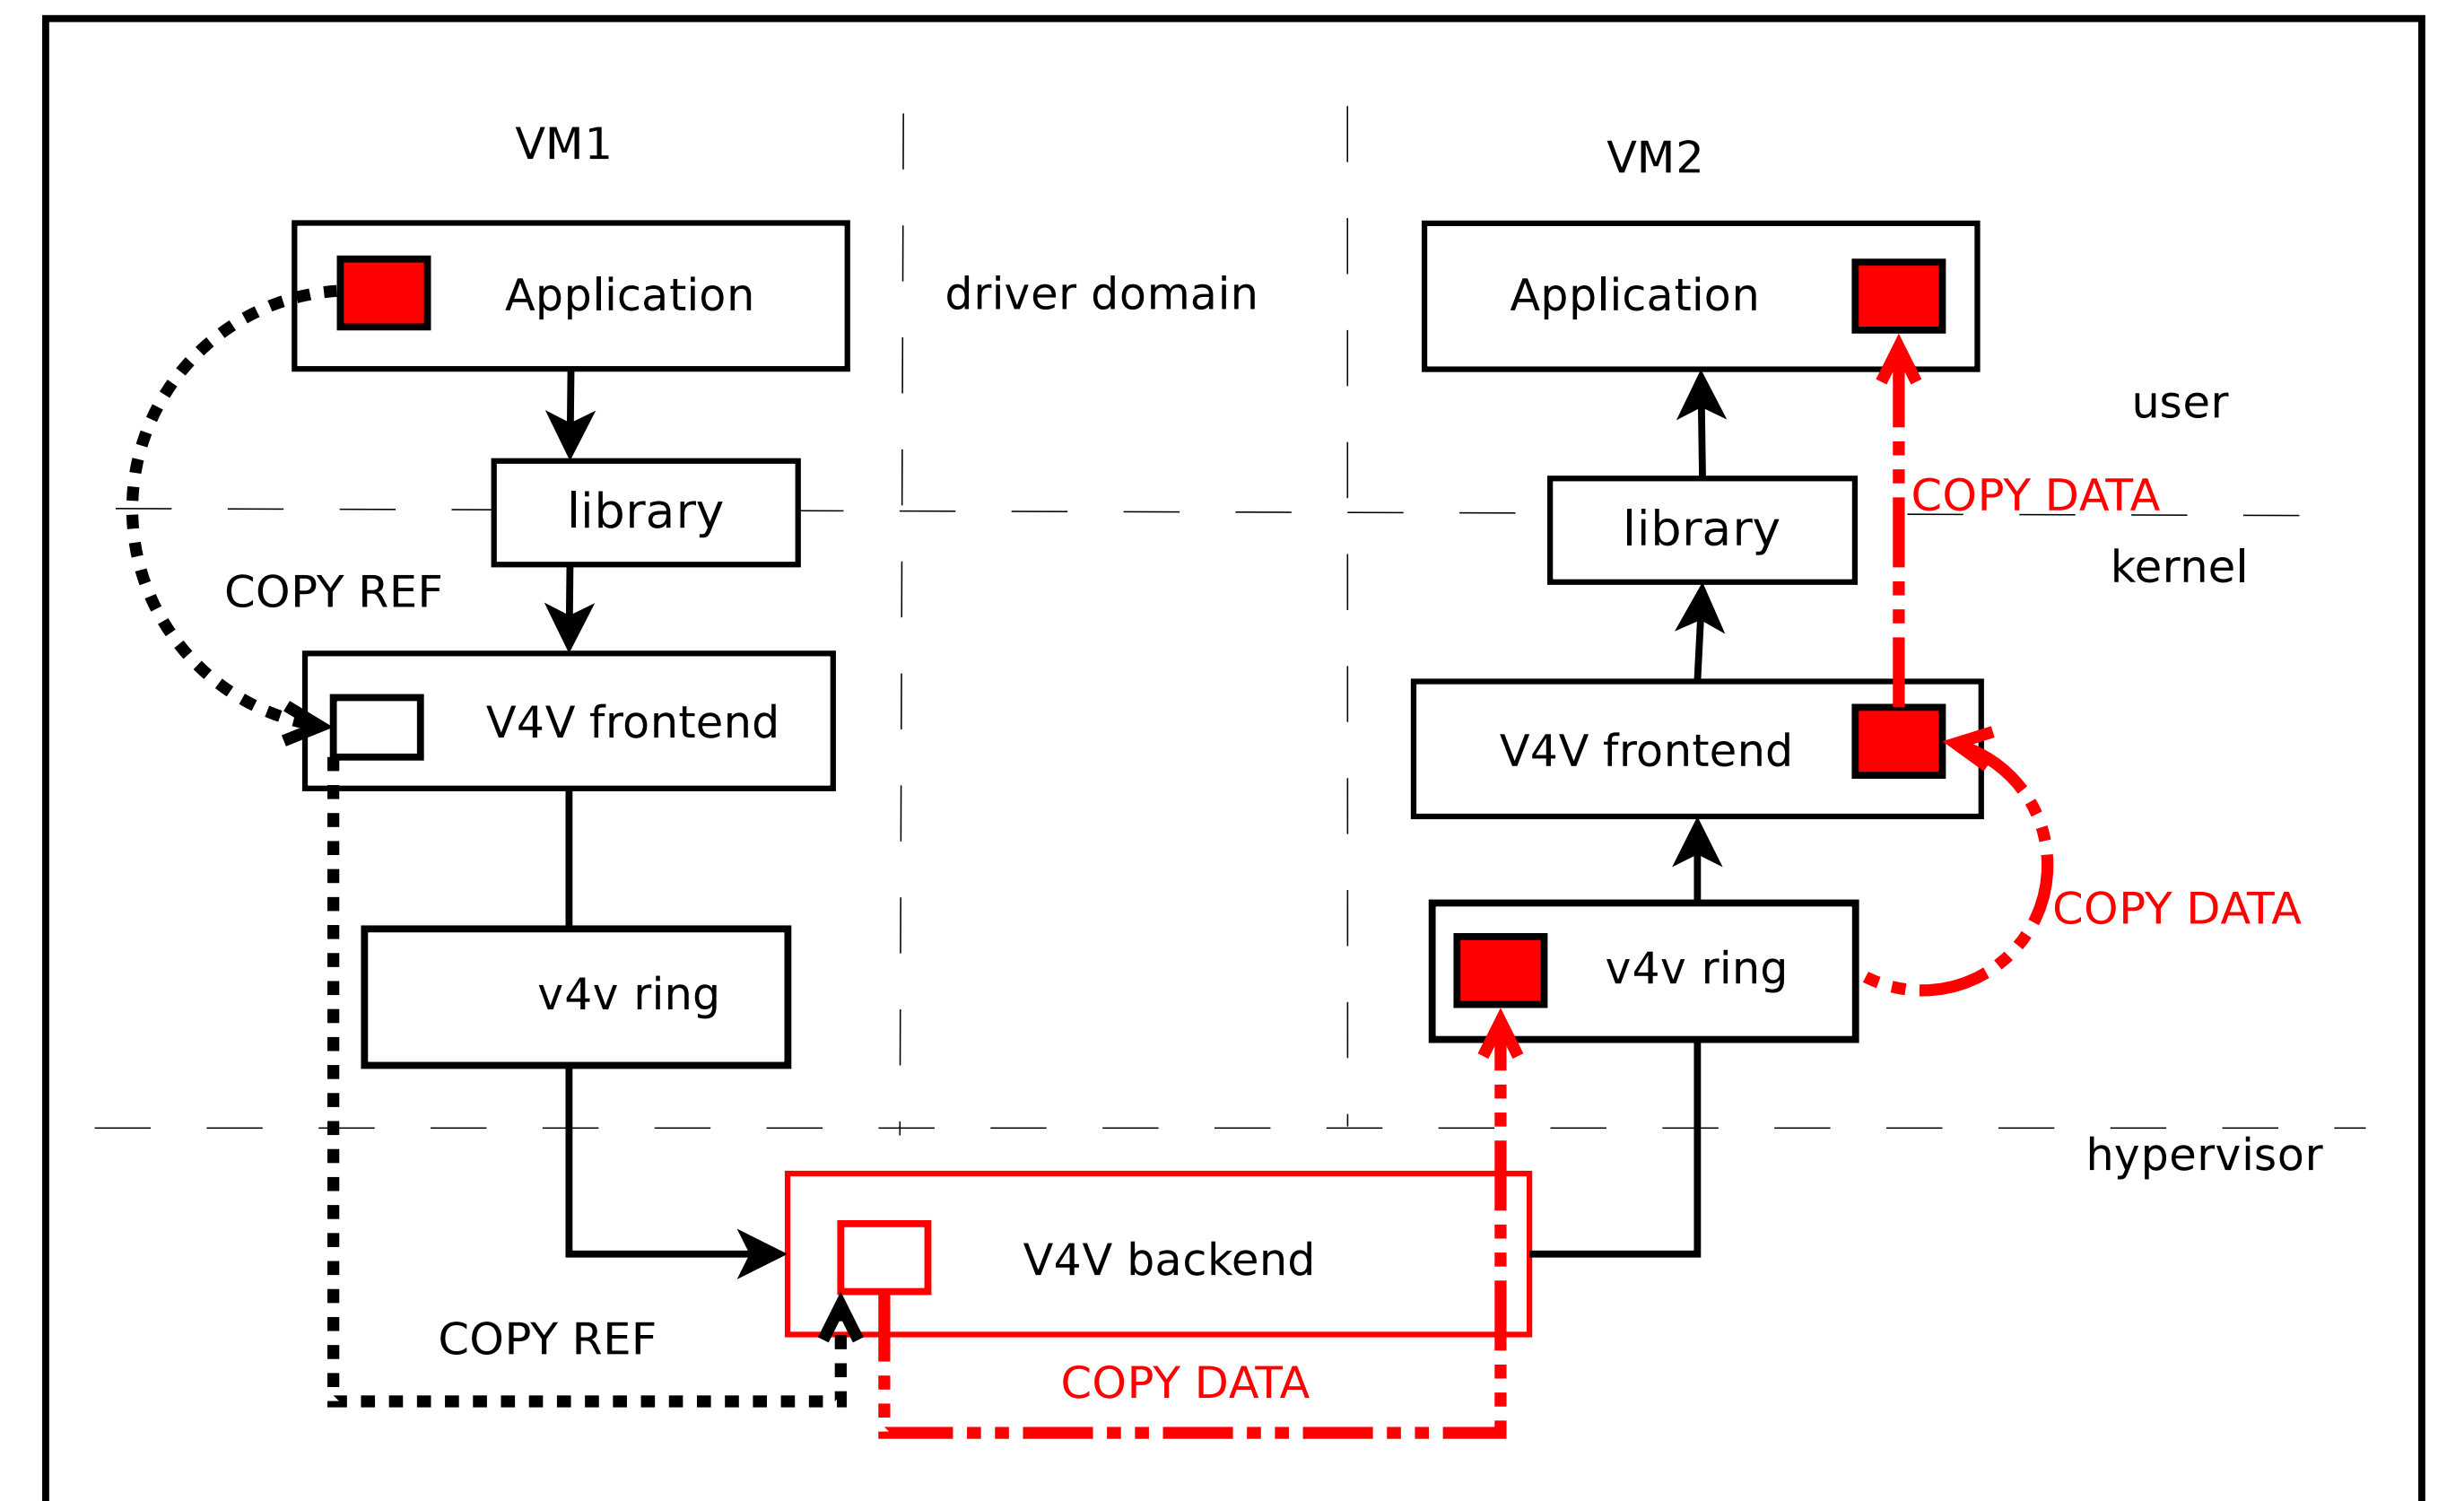 VM1
VM2
Application
driver domain
Application
user
library
COPY DATA
library
kernel
COPY REF
V4V frontend
V4V frontend
COPY DATA
v4v ring
v4v ring
hypervisor
V4V backend
COPY REF
COPY DATA